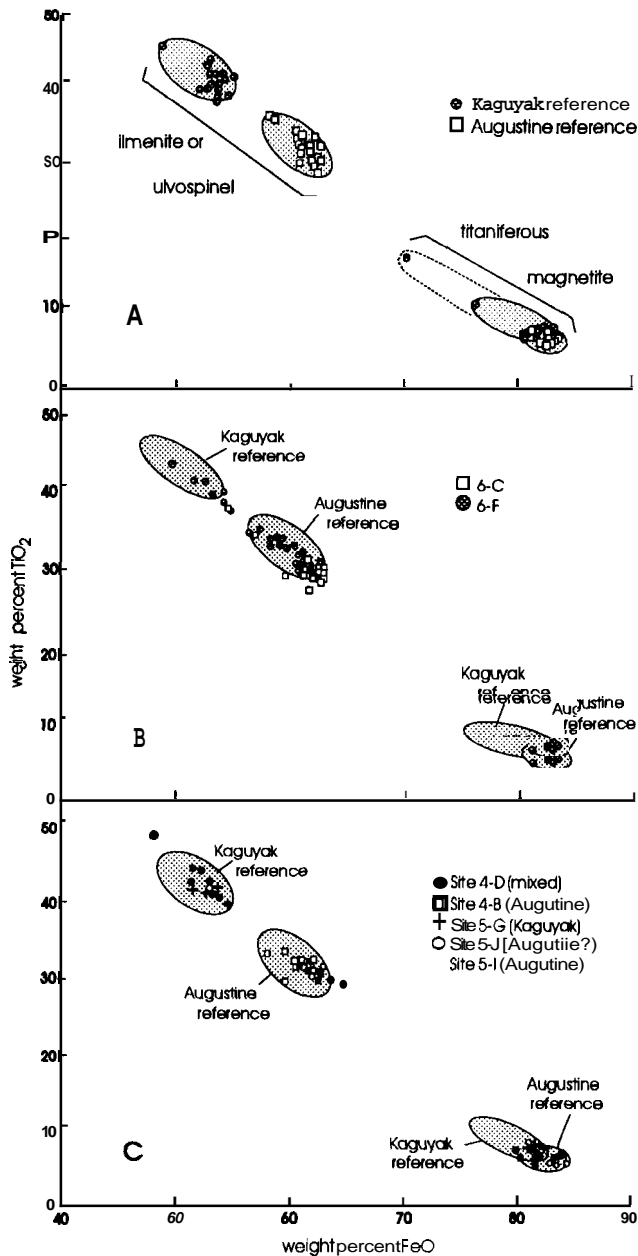 50
40
s0
P
10
0
Kaguyak reference
Augustine reference
ilmenite or
ulvospinel
titaniferous
magnetite
A
50
40
30
20
10
0
Kaguyak
reference
Augustine
reference
6-C
6-F
Kaguyak
reference
Augustine
reference
B
weight percent TiO2
50
40
30
20
10
0
Kaguyak
reference
Augustine
reference
Site 4-D (mixed)
Site 4-B (Augutine)
Site 5-G (Kaguyak)
Site 5-J [Augutiie?)
Site 5-I (Augutine)
Augustine
reference
Kaguyak
reference
C
40 60 60 70 80 90
weight percent FeO